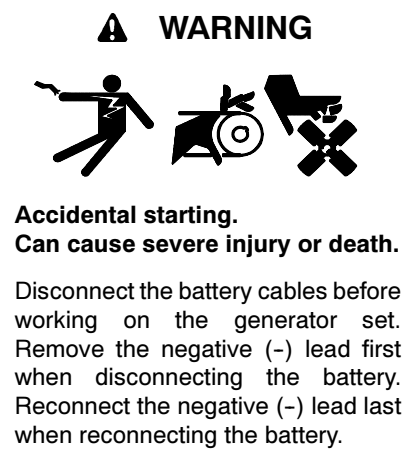 WARNING
Accidental starting.
Can cause severe injury or death.
Disconnect the battery cables before
working on the generator set.
Remove the negative (–) lead first
when disconnecting the battery.
Reconnect the negative (–) lead last
when reconnecting the battery.